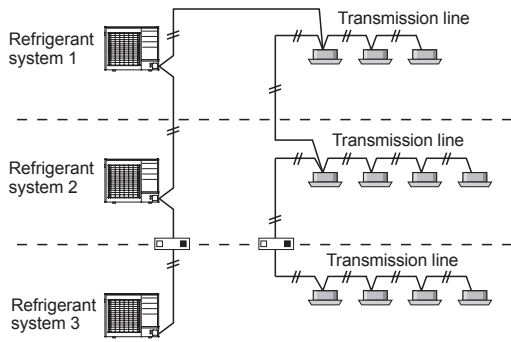 Transmission line
Refrigerant
system 1
Transmission line
Refrigerant
system 2
Transmission line
Refrigerant
system 3